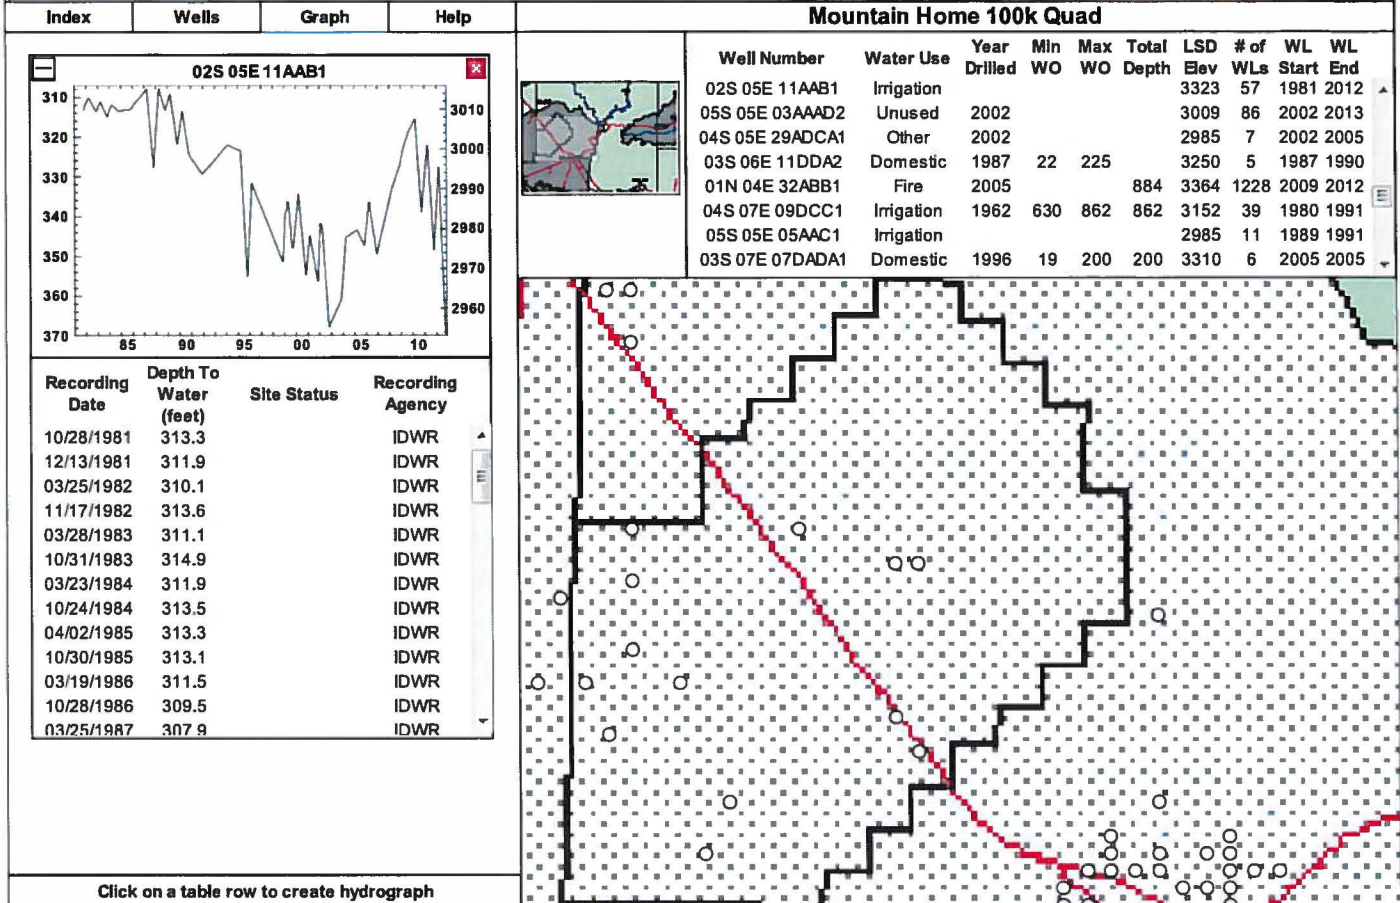 Index Wells Graph Help
Mountain Home 100k Quad
02S 05E 11AAB1
310
320
330
340
350
360
370
3010
3000
2990
2980
2970
2960
85 90 95 00 05 10
Recording Date Depth To Water (feet) Site Status Recording Agency
10/28/1981 313.3 IDWR
12/13/1981 311.9 IDWR
03/25/1982 310.1 IDWR
11/17/1982 313.6 IDWR
03/28/1983 311.1 IDWR
10/31/1983 314.9 IDWR
03/23/1984 311.9 IDWR
10/24/1984 313.5 IDWR
04/02/1985 313.3 IDWR
10/30/1985 313.1 IDWR
03/19/1986 311.5 IDWR
10/28/1986 309.5 IDWR
03/25/1987 307.9 IDWR
Click on a table row to create hydrograph
Well Number Water Use Year Drilled Min WO Max WO Total Depth LSD Elev # of WLs WL Start WL End
02S 05E 11AAB1 Irrigation 3323 57 1981 2012
05S 05E 03AAAD2 Unused 2002 3009 86 2002 2013
04S 05E 29ADCA1 Other 2002 2985 7 2002 2005
03S 06E 11DDA2 Domestic 1987 22 225 3250 5 1987 1990
01N 04E 32ABB1 Fire 2005 884 3364 1228 2009 2012
04S 07E 09DCC1 Irrigation 1962 630 862 862 3152 39 1980 1991
05S 05E 05AAC1 Irrigation 2985 11 1989 1991
03S 07E 07DADA1 Domestic 1996 19 200 200 3310 6 2005 2005